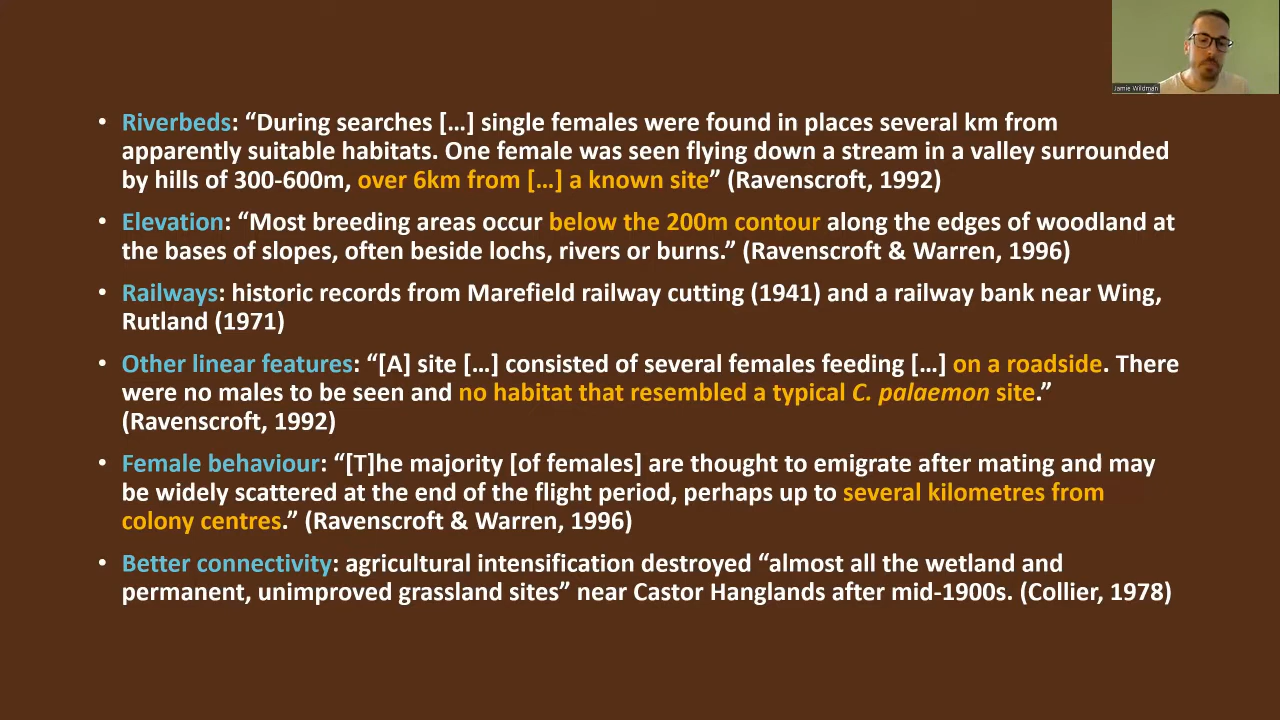 Jamie Wildman
• Riverbeds: “During searches […] single females were found in places several km from
apparently suitable habitats. One female was seen flying down a stream in a valley surrounded
by hills of 300-600m, over 6km from […] a known site” (Ravenscroft, 1992)
• Elevation: “Most breeding areas occur below the 200m contour along the edges of woodland at
the bases of slopes, often beside lochs, rivers or burns.” (Ravenscroft & Warren, 1996)
• Railways: historic records from Marefield railway cutting (1941) and a railway bank near Wing,
Rutland (1971)
• Other linear features: “[A] site […] consisted of several females feeding […] on a roadside. There
were no males to be seen and no habitat that resembled a typical C. palaemon site.”
(Ravenscroft, 1992)
• Female behaviour: “[T]he majority [of females] are thought to emigrate after mating and may
be widely scattered at the end of the flight period, perhaps up to several kilometres from
colony centres.” (Ravenscroft & Warren, 1996)
• Better connectivity: agricultural intensification destroyed “almost all the wetland and
permanent, unimproved grassland sites” near Castor Hanglands after mid-1900s. (Collier, 1978)